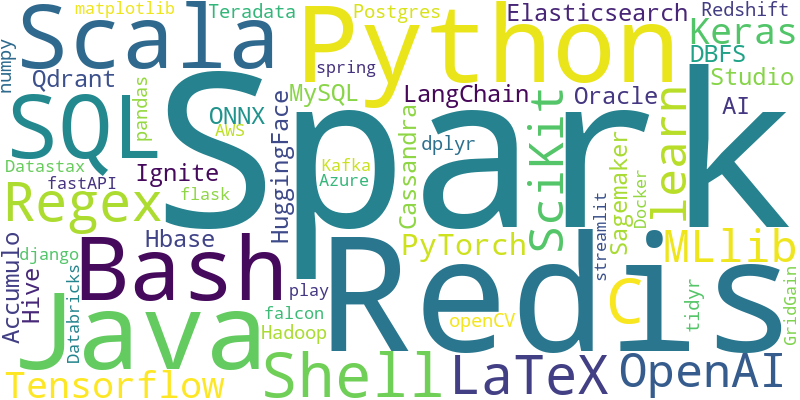 matplotlib
Teradata
Postgres
Elasticsearch
Redshift
Scala
Python
Keras
numpy
Qdrant
spring
DBFS
Studio
pandas
MySQL
LangChain
Oracle
AI
SQL
Spark
ONNX
AWS
HuggingFace
Cassandra
dplyr
SciKit
learn
Datastax
Ignite
Kafka
Azure
Sagemaker
Docker
fastAPI
flask
Regex
Hbase
Bash
Redis
PyTorch
streamlit
MLlib
Accumulo
django
Hive
Databricks
Java
play
falcon
Hadoop
openCV
C
tidyr
GridGain
Tensorflow
Shell
LaTeX
OpenAI